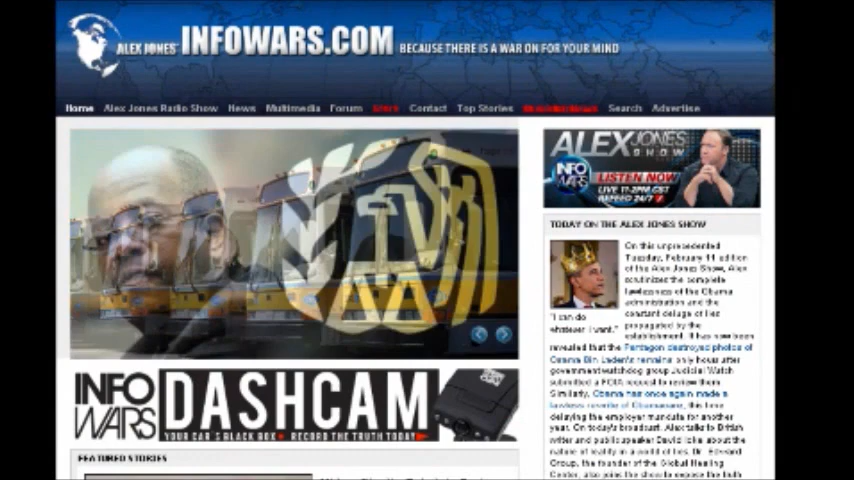 ALEX JONES' INFOWARS.COM BECAUSE THERE IS A WAR ON FOR YOUR MIND
Home Alex Jones Radio Show News Multimedia Forum Store Contact Top Stories Search Advertise
ALEX JONES
SHOW
INFO
WARS
LISTEN NOW
LIVE 11-2PM CST
REFEED 24/7
TODAY ON THE ALEX JONES SHOW
On this unprecedented
Tuesday, February 11 edition
of the Alex Jones Show, Alex
scrutinizes the complete
lawlessness of the Obama
administration and the
constant deluge of lies
propagated by the
establishment. It has now been
"I can do
whatever I want."
revealed that the Pentagon destroyed photos of
Osama Bin Laden's remains only hours after
government watchdog group Judicial Watch
submitted a FOIA request to review them.
Similarly, Obama has once again made a
lawless rewrite of Obamacare, this time
delaying the employer mandate for another
year. On today's broadcast, Alex talks to British
writer and public speaker David Icke about the
nature of reality in a world of lies. Dr. Edward
Group, the founder of the Global Healing
Center, also joins the show to expose the truth
INFO
WARS
DASHCAM
YOUR CAR'S BLACK BOX RECORD THE TRUTH TODAY
FEATURED STORIES